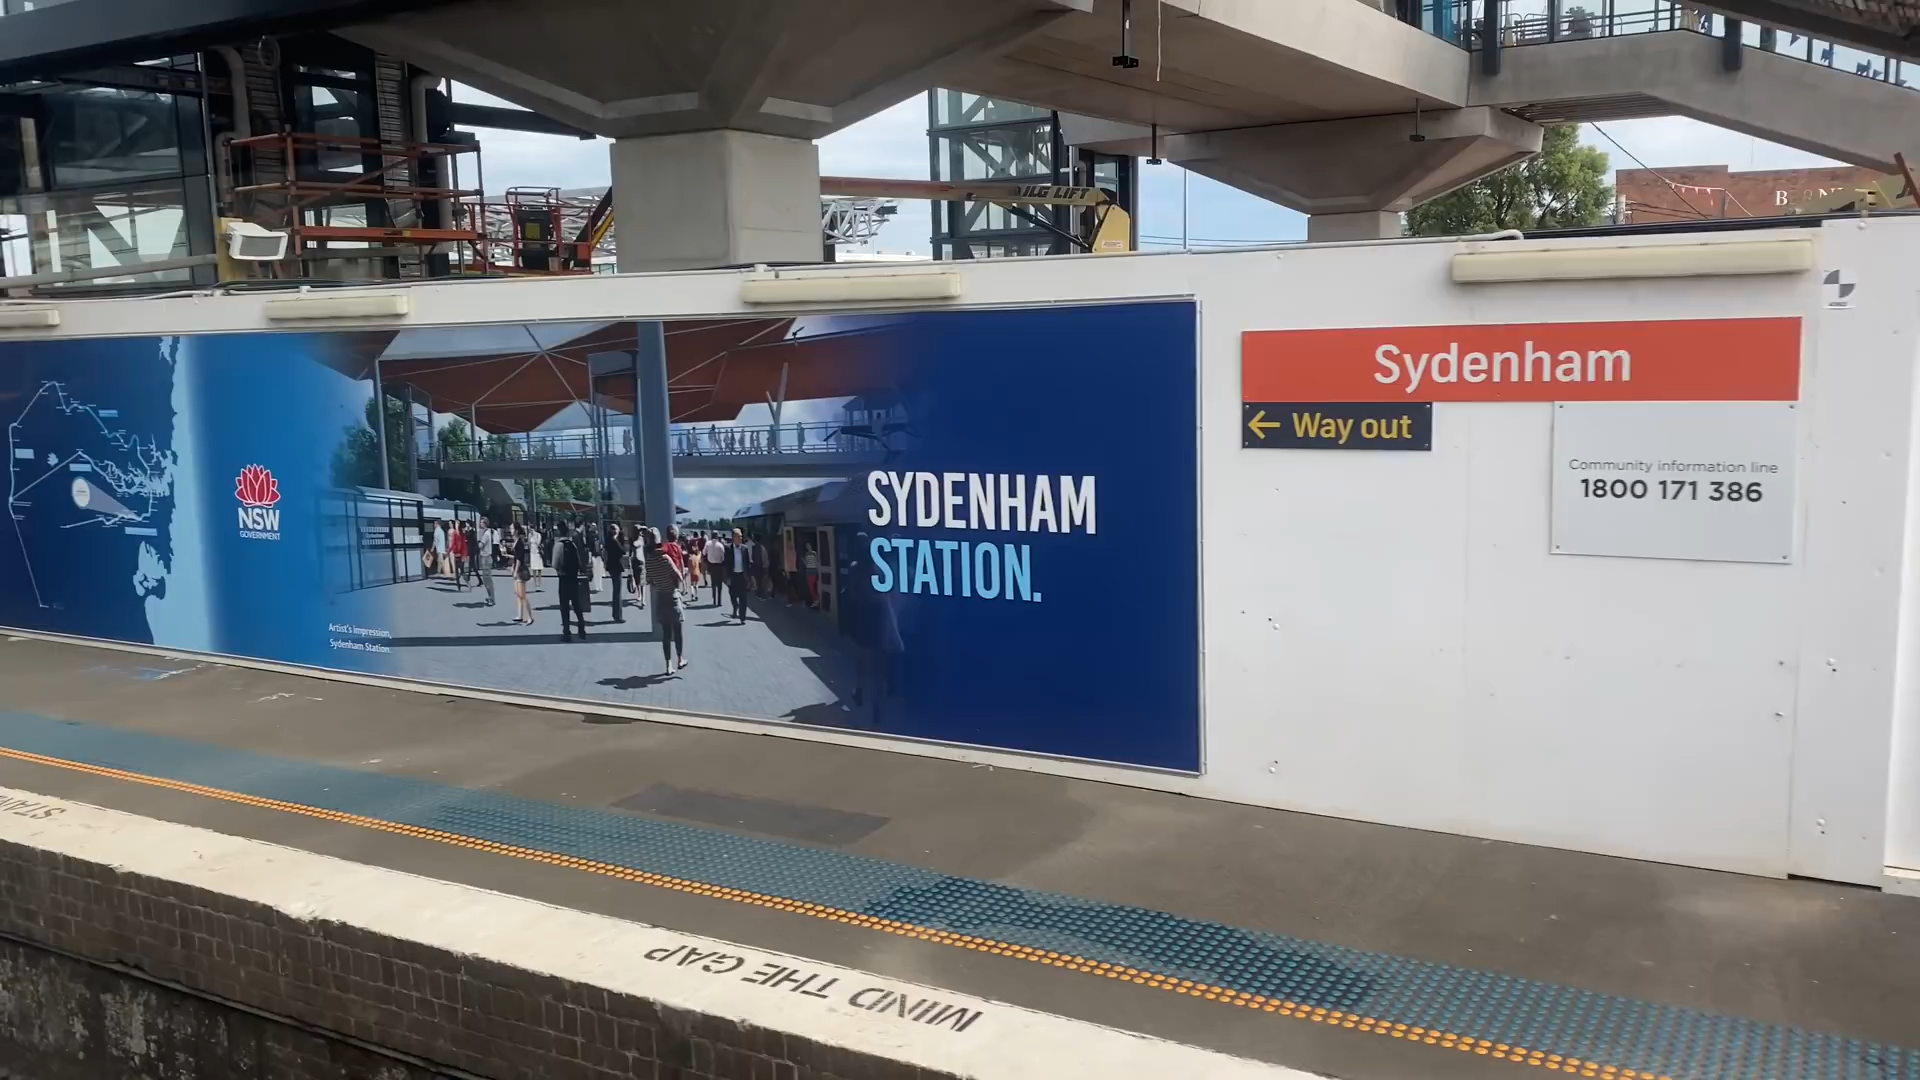 ILG LIFT
Sydenham
← Way out
Community information line
1800 171 386
NSW
GOVERNMENT
SYDENHAM
STATION.
Artist's impression,
Sydenham Station.
MIND THE GAP